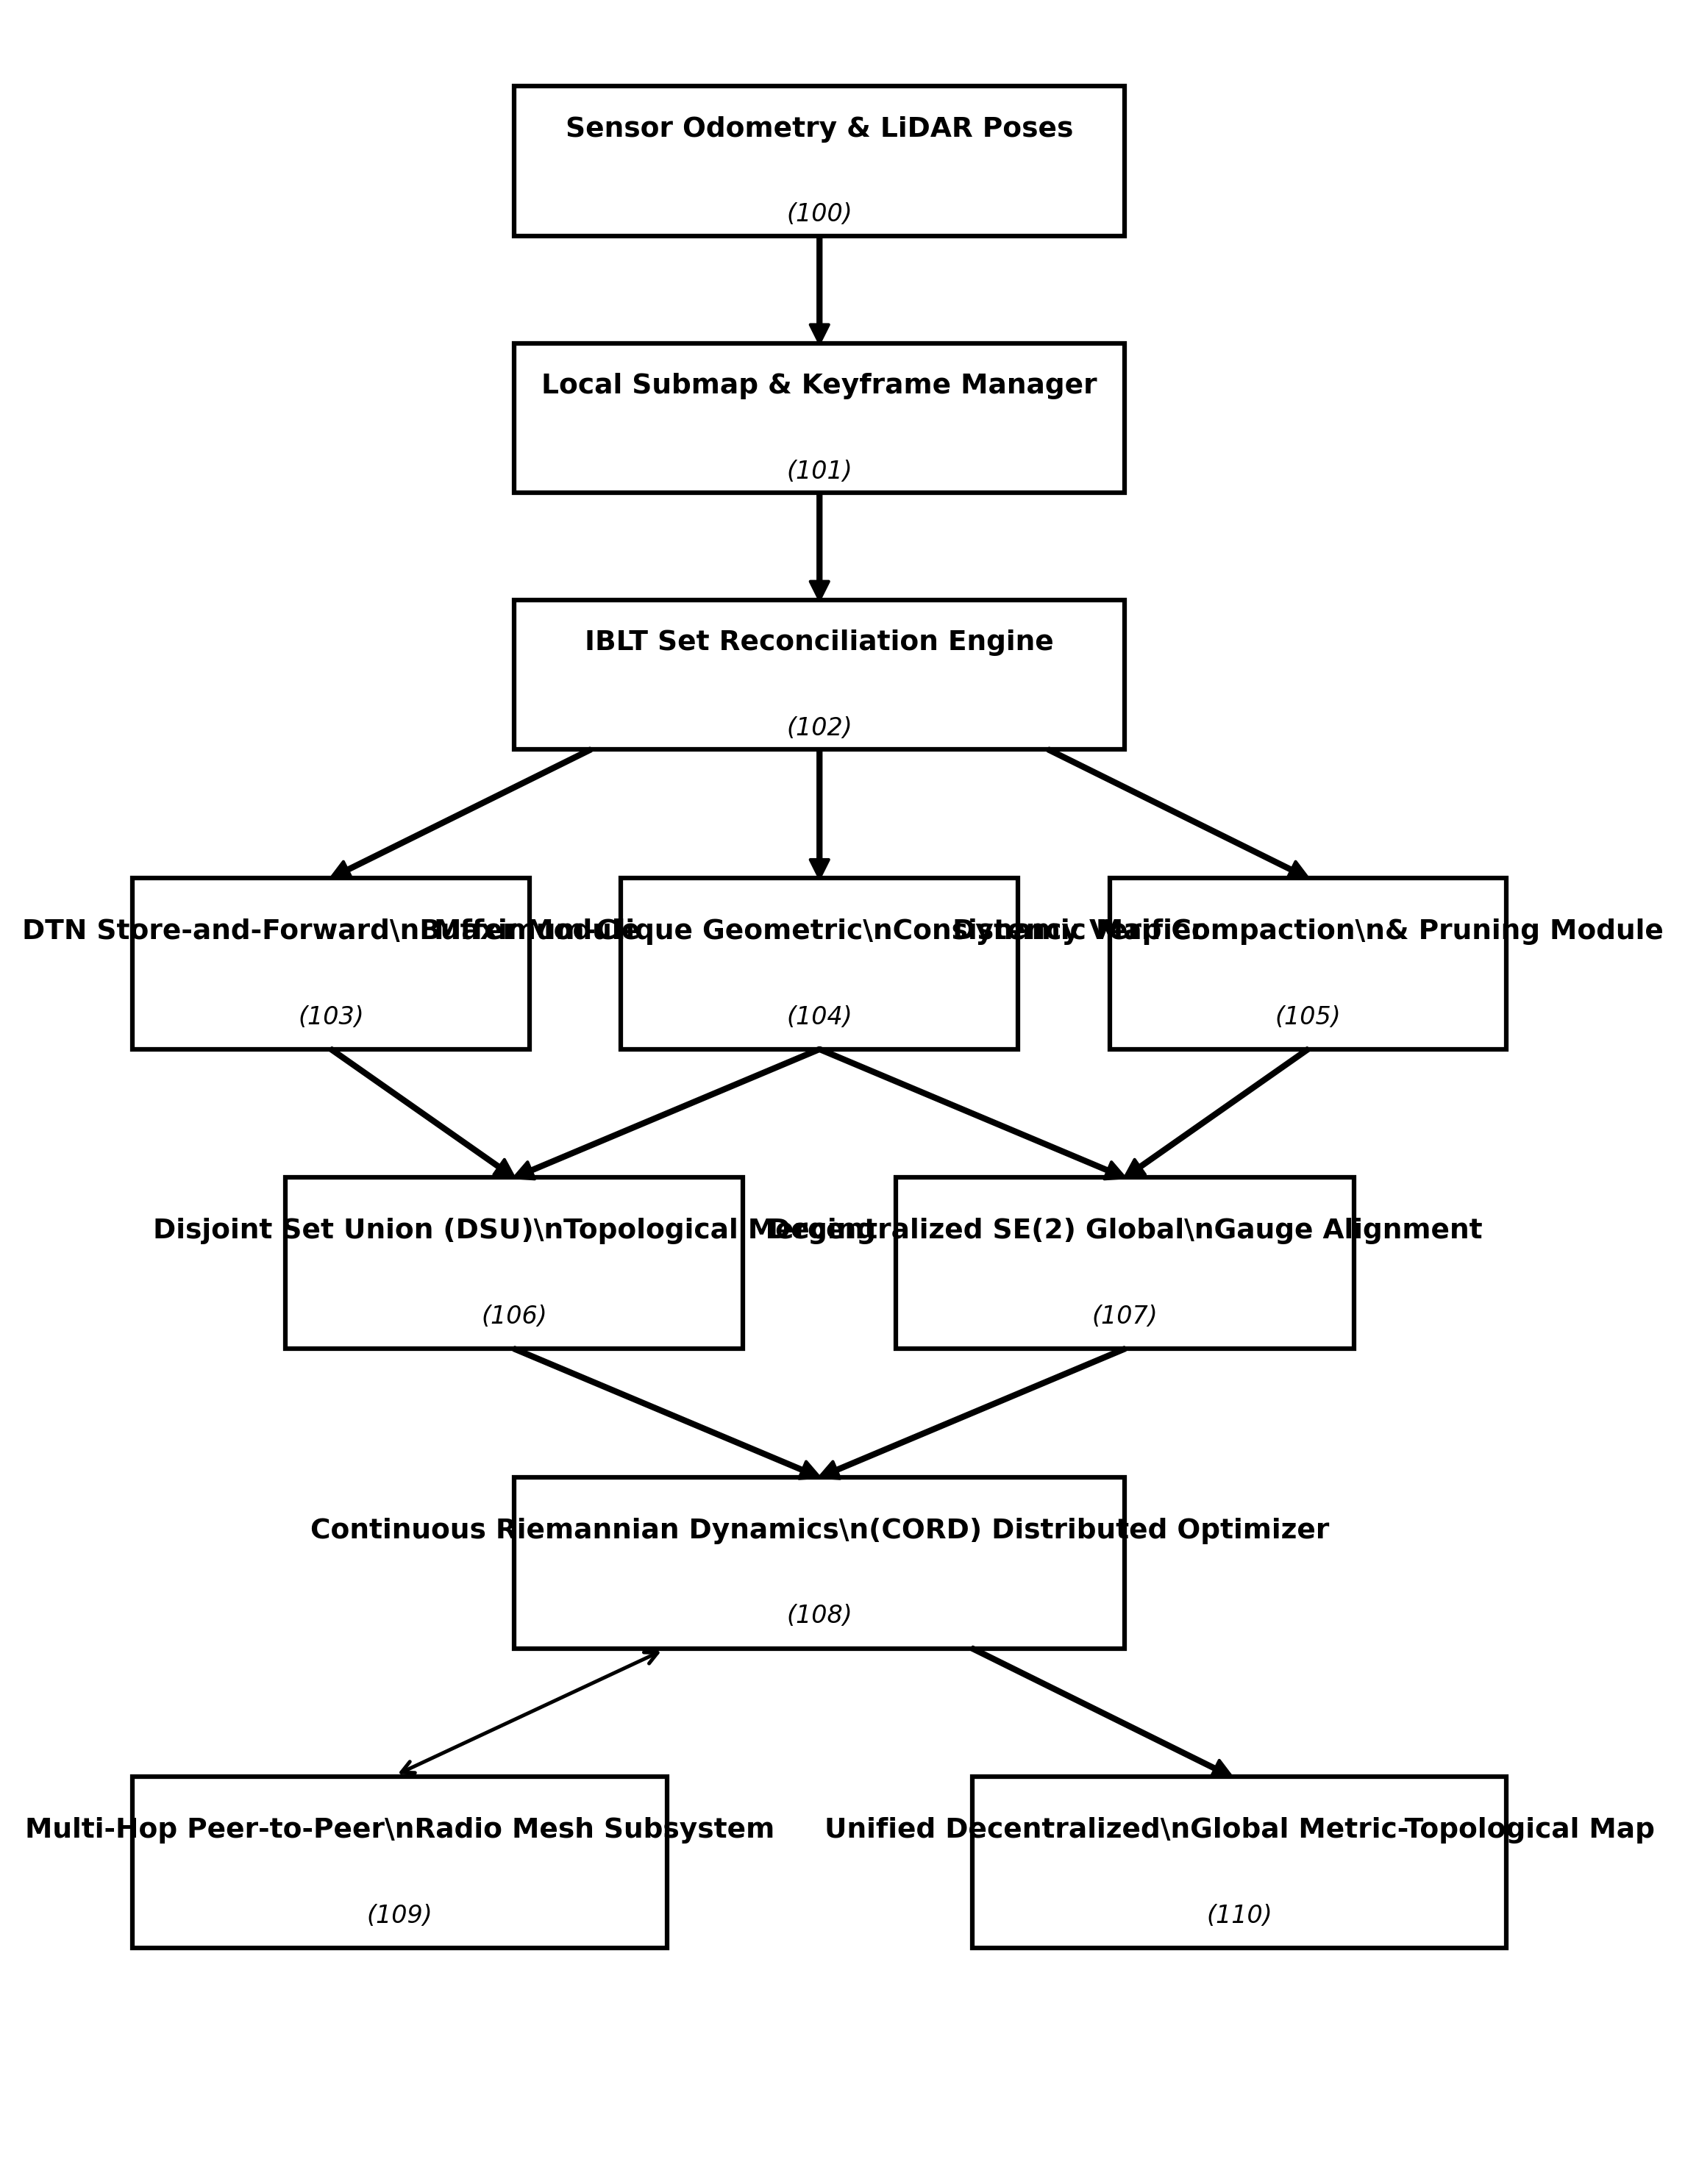 Sensor Odometry & LiDAR Poses
(100)
Local Submap & Keyframe Manager
(101)
IBLT Set Reconciliation Engine
(102)
DTN Store-and-Forward\nBuffer Module
(103)
Maximum-Clique Geometric\nConsistency Verifier
(104)
Dynamic Map Compaction\n& Pruning Module
(105)
Disjoint Set Union (DSU)\nTopological Merging
(106)
Decentralized SE(2) Global\nGauge Alignment
(107)
Continuous Riemannian Dynamics\n(CORD) Distributed Optimizer
(108)
Multi-Hop Peer-to-Peer\nRadio Mesh Subsystem
(109)
Unified Decentralized\nGlobal Metric-Topological Map
(110)